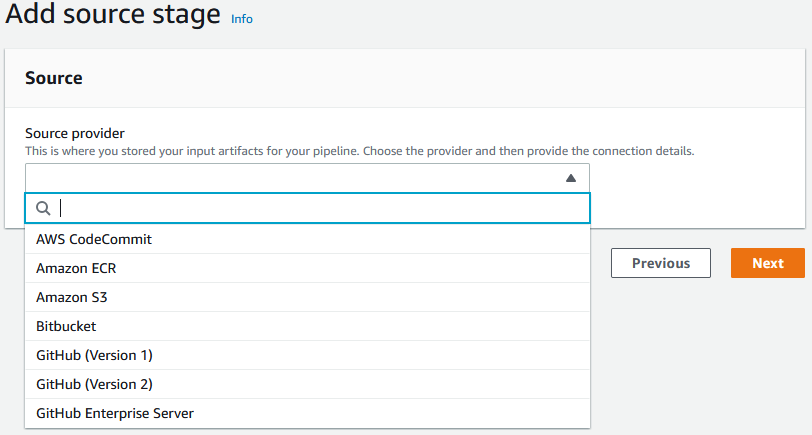 Add source stage Info
Source
Source provider
This is where you stored your input artifacts for your pipeline. Choose the provider and then provide the connection details.
AWS CodeCommit
Amazon ECR
Amazon S3
Bitbucket
GitHub (Version 1)
GitHub (Version 2)
GitHub Enterprise Server
Previous
Next